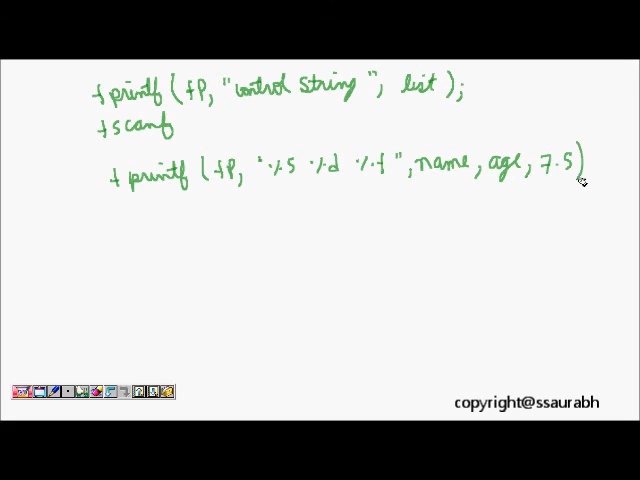 fprintf (fp, "control string", list);
fscanf
fprintf (fp, "%s %d %f", name, age, 7.5)
copyright@ssaurabh